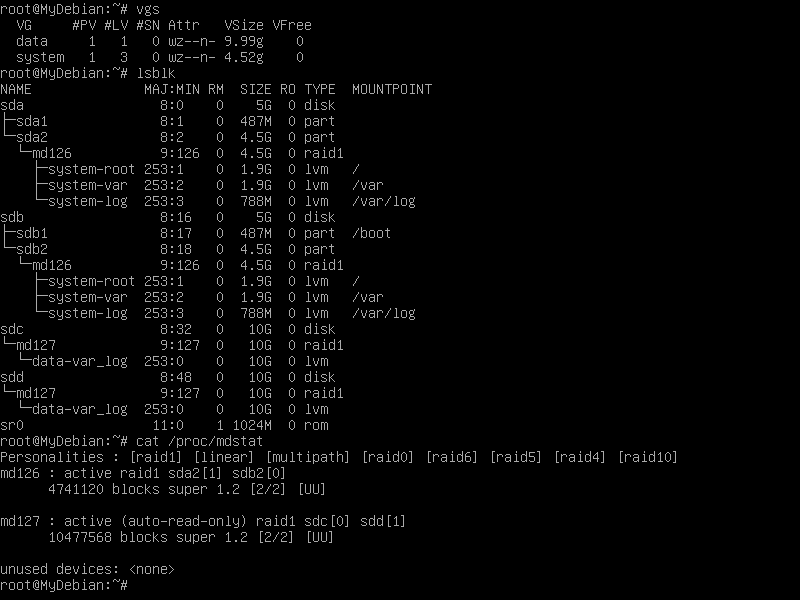 root@MyDebian:~# vgs
  VG     #PV #LV #SN Attr   VSize VFree
  data     1   1   0 wz--n- 9.99g    0
  system   1   3   0 wz--n- 4.52g    0
root@MyDebian:~# lsblk
NAME              MAJ:MIN RM  SIZE RO TYPE  MOUNTPOINT
sda                 8:0    0    5G  0 disk
├─sda1              8:1    0  487M  0 part
└─sda2              8:2    0  4.5G  0 part
  └─md126           9:126  0  4.5G  0 raid1
    ├─system-root 253:1    0  1.9G  0 lvm   /
    ├─system-var  253:2    0  1.9G  0 lvm   /var
    └─system-log  253:3    0  788M  0 lvm   /var/log
sdb                 8:16   0    5G  0 disk
├─sdb1              8:17   0  487M  0 part  /boot
└─sdb2              8:18   0  4.5G  0 part
  └─md126           9:126  0  4.5G  0 raid1
    ├─system-root 253:1    0  1.9G  0 lvm   /
    ├─system-var  253:2    0  1.9G  0 lvm   /var
    └─system-log  253:3    0  788M  0 lvm   /var/log
sdc                 8:32   0   10G  0 disk
└─md127             9:127  0   10G  0 raid1
  └─data-var_log  253:0    0   10G  0 lvm
sdd                 8:48   0   10G  0 disk
└─md127             9:127  0   10G  0 raid1
  └─data-var_log  253:0    0   10G  0 lvm
sr0                11:0    1 1024M  0 rom
root@MyDebian:~# cat /proc/mdstat
Personalities : [raid1] [linear] [multipath] [raid0] [raid6] [raid5] [raid4] [raid10]
md126 : active raid1 sda2[1] sdb2[0]
      4741120 blocks super 1.2 [2/2] [UU]

md127 : active (auto-read-only) raid1 sdc[0] sdd[1]
      10477568 blocks super 1.2 [2/2] [UU]

unused devices: <none>
root@MyDebian:~#